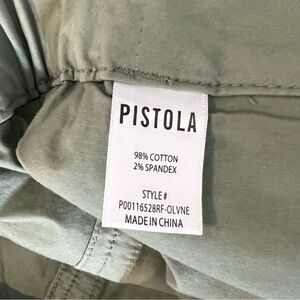 PISTOLA
98% COTTON
2% SPANDEX
STYLE#
P00116528RF-OLVNE
MADE IN CHINA